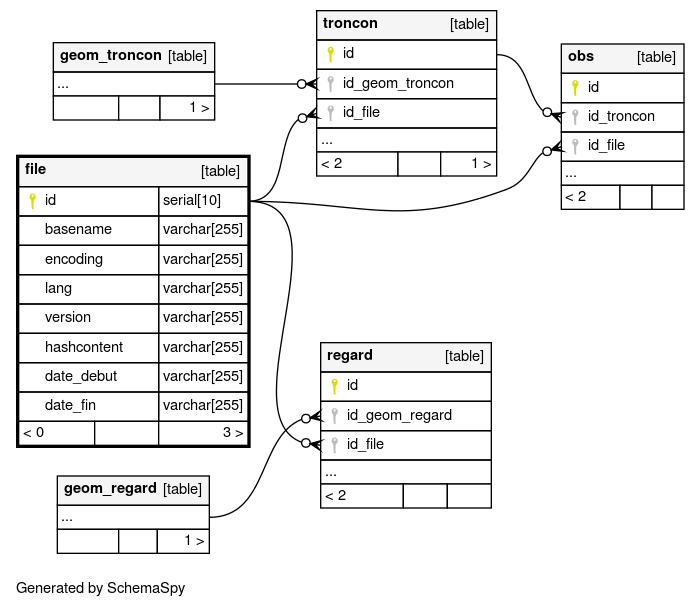 geom_troncon [table]
...
1 >
troncon [table]
id
id_geom_troncon
id_file
...
< 2 1 >
obs [table]
id
id_troncon
id_file
...
< 2
file [table]
id serial[10]
basename varchar[255]
encoding varchar[255]
lang varchar[255]
version varchar[255]
hashcontent varchar[255]
date_debut varchar[255]
date_fin varchar[255]
< 0 3 >
regard [table]
id
id_geom_regard
id_file
...
< 2
geom_regard [table]
...
1 >
Generated by SchemaSpy